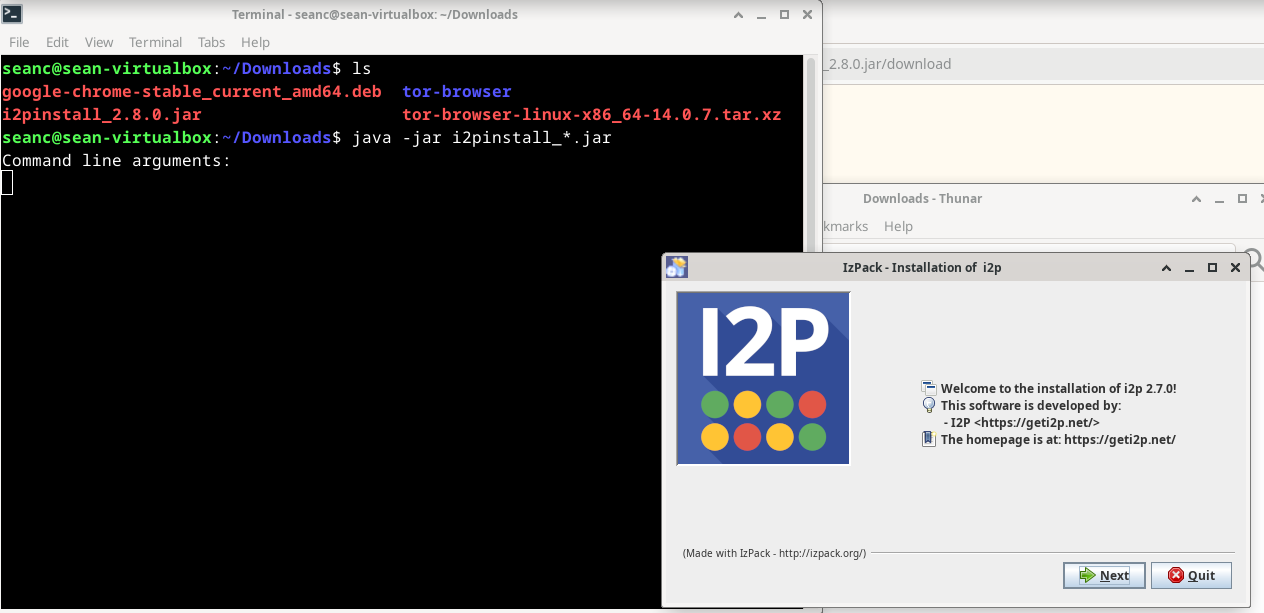 Terminal - seanc@sean-virtualbox: ~/Downloads
File Edit View Terminal Tabs Help
seanc@sean-virtualbox:~/Downloads$ ls
google-chrome-stable_current_amd64.deb tor-browser
i2pinstall_2.8.0.jar tor-browser-linux-x86_64-14.0.7.tar.xz
seanc@sean-virtualbox:~/Downloads$ java -jar i2pinstall_*.jar
Command line arguments:
_2.8.0.jar/download
Downloads - Thunar
kmarks Help
IzPack - Installation of i2p
I2P
Welcome to the installation of i2p 2.7.0!
This software is developed by:
- I2P <https://geti2p.net/>
The homepage is at: https://geti2p.net/
(Made with IzPack - http://izpack.org/)
Next Quit